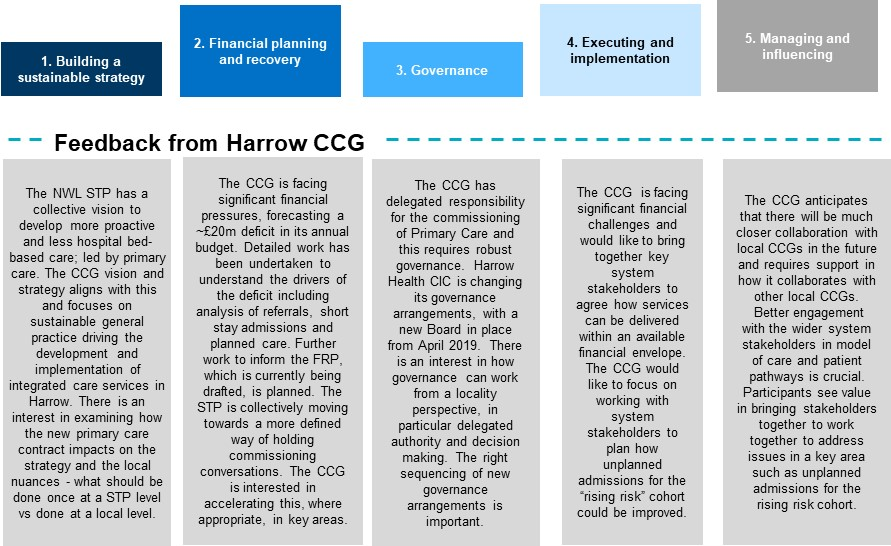 1. Building a
sustainable strategy
2. Financial planning
and recovery
3. Governance
4. Executing and
implementation
5. Managing and
influencing
Feedback from Harrow CCG
The NWL STP has a
collective vision to
develop more proactive
and less hospital bed-
based care; led by primary
care. The CCG vision and
strategy aligns with this
and focuses on
sustainable general
practice driving the
development and
implementation of
integrated care services in
Harrow. There is an
interest in examining how
the new primary care
contract impacts on the
strategy and the local
nuances - what should be
done once at a STP level
vs done at a local level.
The CCG is facing
significant financial
pressures, forecasting a
~£20m deficit in its annual
budget. Detailed work has
been undertaken to
understand the drivers of
the deficit including
analysis of referrals, short
stay admissions and
planned care. Further
work to inform the FRP,
which is currently being
drafted, is planned. The
STP is collectively moving
towards a more defined
way of holding
commissioning
conversations. The CCG
is interested in
accelerating this, where
appropriate, in key areas.
The CCG has
delegated responsibility
for the commissioning
of Primary Care and
this requires robust
governance. Harrow
Health CIC is changing
its governance
arrangements, with a
new Board in place
from April 2019. There
is an interest in how
governance can work
from a locality
perspective, in
particular delegated
authority and decision
making. The right
sequencing of new
governance
arrangements is
important.
The CCG is facing
significant financial
challenges and
would like to bring
together key
system
stakeholders to
agree how services
can be delivered
within an available
financial envelope.
The CCG would
like to focus on
working with
system
stakeholders to
plan how
unplanned
admissions for the
“rising risk” cohort
could be improved.
The CCG anticipates
that there will be much
closer collaboration with
local CCGs in the future
and requires support in
how it collaborates with
other local CCGs.
Better engagement
with the wider system
stakeholders in model
of care and patient
pathways is crucial.
Participants see value
in bringing stakeholders
together to work
together to address
issues in a key area
such as unplanned
admissions for the
rising risk cohort.